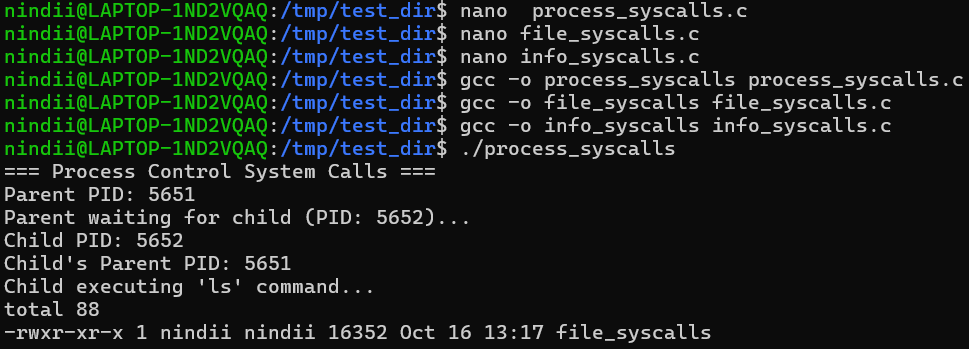 nindii@LAPTOP-1ND2VQAQ:/tmp/test_dir$ nano  process_syscalls.c
nindii@LAPTOP-1ND2VQAQ:/tmp/test_dir$ nano file_syscalls.c
nindii@LAPTOP-1ND2VQAQ:/tmp/test_dir$ nano info_syscalls.c
nindii@LAPTOP-1ND2VQAQ:/tmp/test_dir$ gcc -o process_syscalls process_syscalls.c
nindii@LAPTOP-1ND2VQAQ:/tmp/test_dir$ gcc -o file_syscalls file_syscalls.c
nindii@LAPTOP-1ND2VQAQ:/tmp/test_dir$ gcc -o info_syscalls info_syscalls.c
nindii@LAPTOP-1ND2VQAQ:/tmp/test_dir$ ./process_syscalls
=== Process Control System Calls ===
Parent PID: 5651
Parent waiting for child (PID: 5652)...
Child PID: 5652
Child's Parent PID: 5651
Child executing 'ls' command...
total 88
-rwxr-xr-x 1 nindii nindii 16352 Oct 16 13:17 file_syscalls